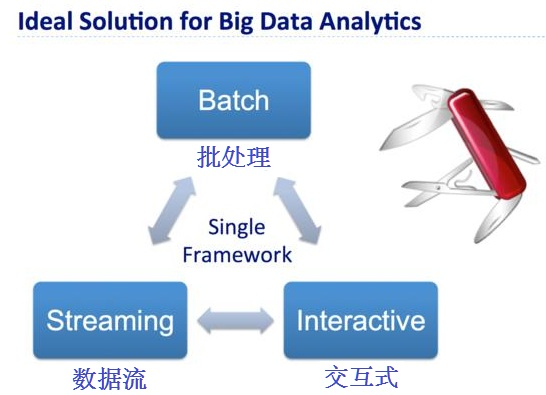 Ideal Solution for Big Data Analytics
Batch
批处理
Single
Framework
Streaming
Interactive
数据流
交互式